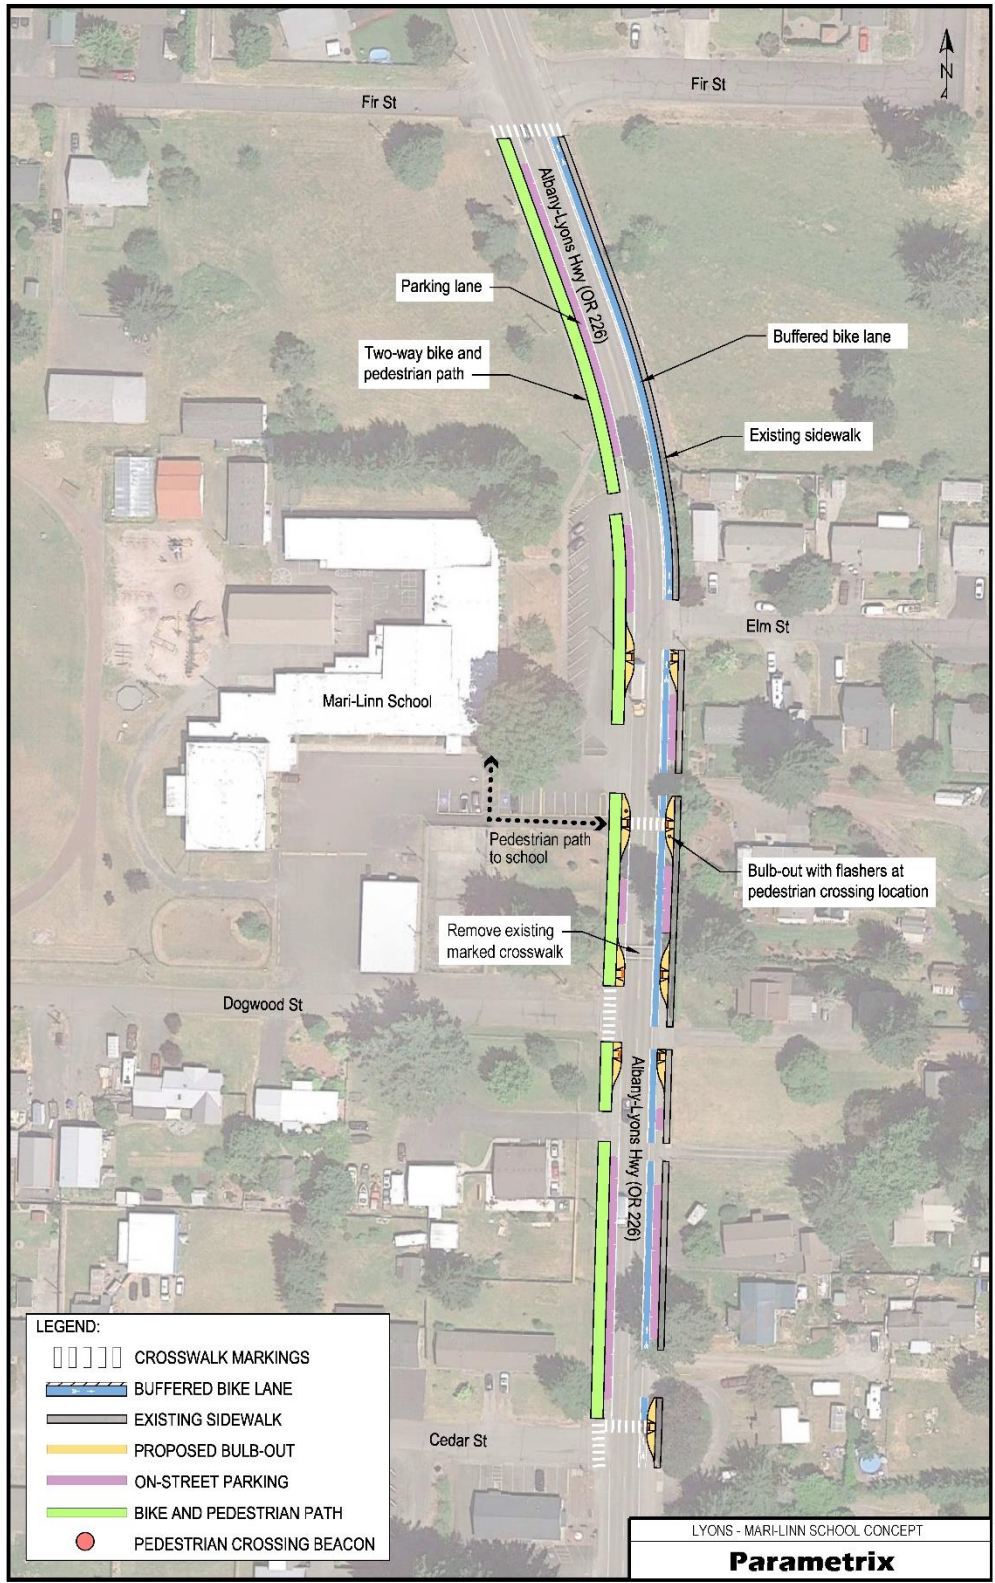 Fir St
Fir St
N
Albany-Lyons Hwy (OR 226)
Parking lane
Two-way bike and
pedestrian path
Buffered bike lane
Existing sidewalk
Elm St
Mari-Linn School
Pedestrian path
to school
Bulb-out with flashers at
pedestrian crossing location
Remove existing
marked crosswalk
Dogwood St
Albany-Lyons Hwy (OR 226)
Cedar St
LEGEND:
CROSSWALK MARKINGS
BUFFERED BIKE LANE
EXISTING SIDEWALK
PROPOSED BULB-OUT
ON-STREET PARKING
BIKE AND PEDESTRIAN PATH
PEDESTRIAN CROSSING BEACON
LYONS - MARI-LINN SCHOOL CONCEPT
Parametrix